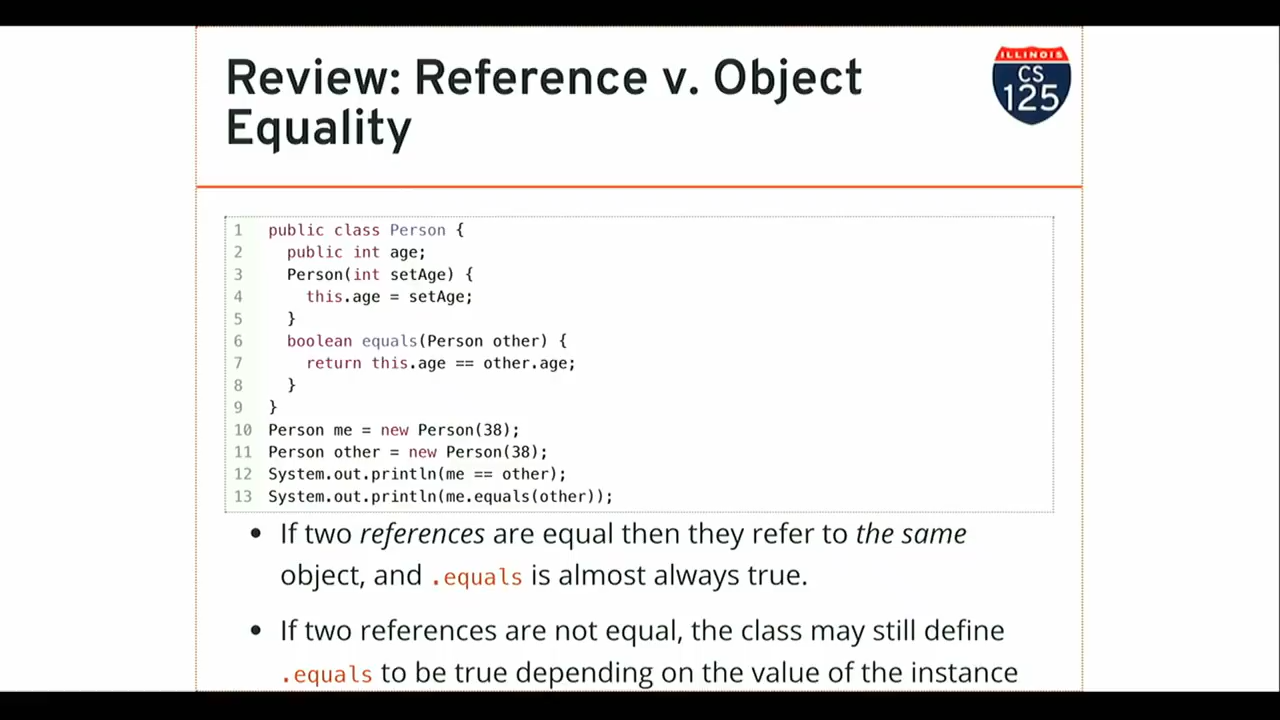 Review: Reference v. Object
Equality
ILLINOIS
CS
125
1 public class Person {
2   public int age;
3   Person(int setAge) {
4     this.age = setAge;
5   }
6   boolean equals(Person other) {
7     return this.age == other.age;
8   }
9 }
10 Person me = new Person(38);
11 Person other = new Person(38);
12 System.out.println(me == other);
13 System.out.println(me.equals(other));
• If two references are equal then they refer to the same
object, and .equals is almost always true.
• If two references are not equal, the class may still define
.equals to be true depending on the value of the instance